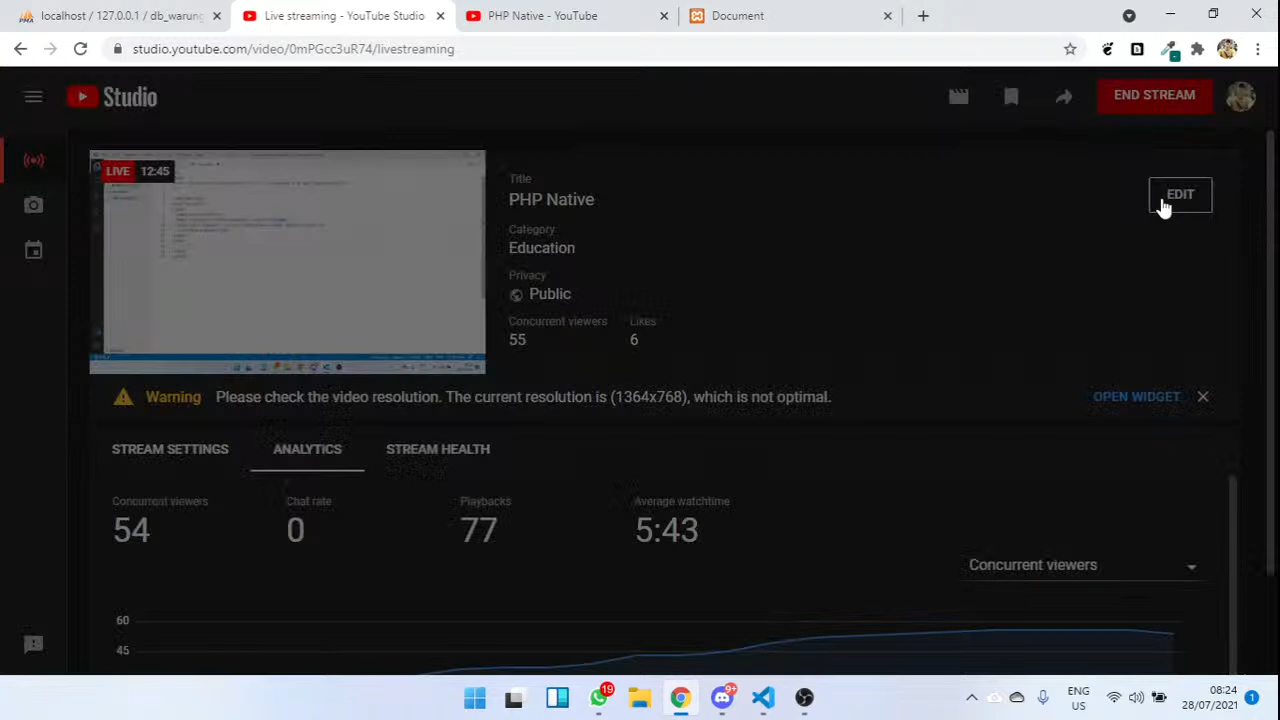 localhost / 127.0.0.1 / db_warung
Live streaming - YouTube Studio
PHP Native - YouTube
Document
studio.youtube.com/video/0mPGcc3uR74/livestreaming
Studio
END STREAM
LIVE 12:45
Title
PHP Native
EDIT
Category
Education
Privacy
Public
Concurrent viewers Likes
55 6
Warning Please check the video resolution. The current resolution is (1364x768), which is not optimal. OPEN WIDGET
STREAM SETTINGS ANALYTICS STREAM HEALTH
Concurrent viewers Chat rate Playbacks Average watchtime
54 0 77 5:43
Concurrent viewers
60
45
19
9+
ENG
US
08:24
28/07/2021
1